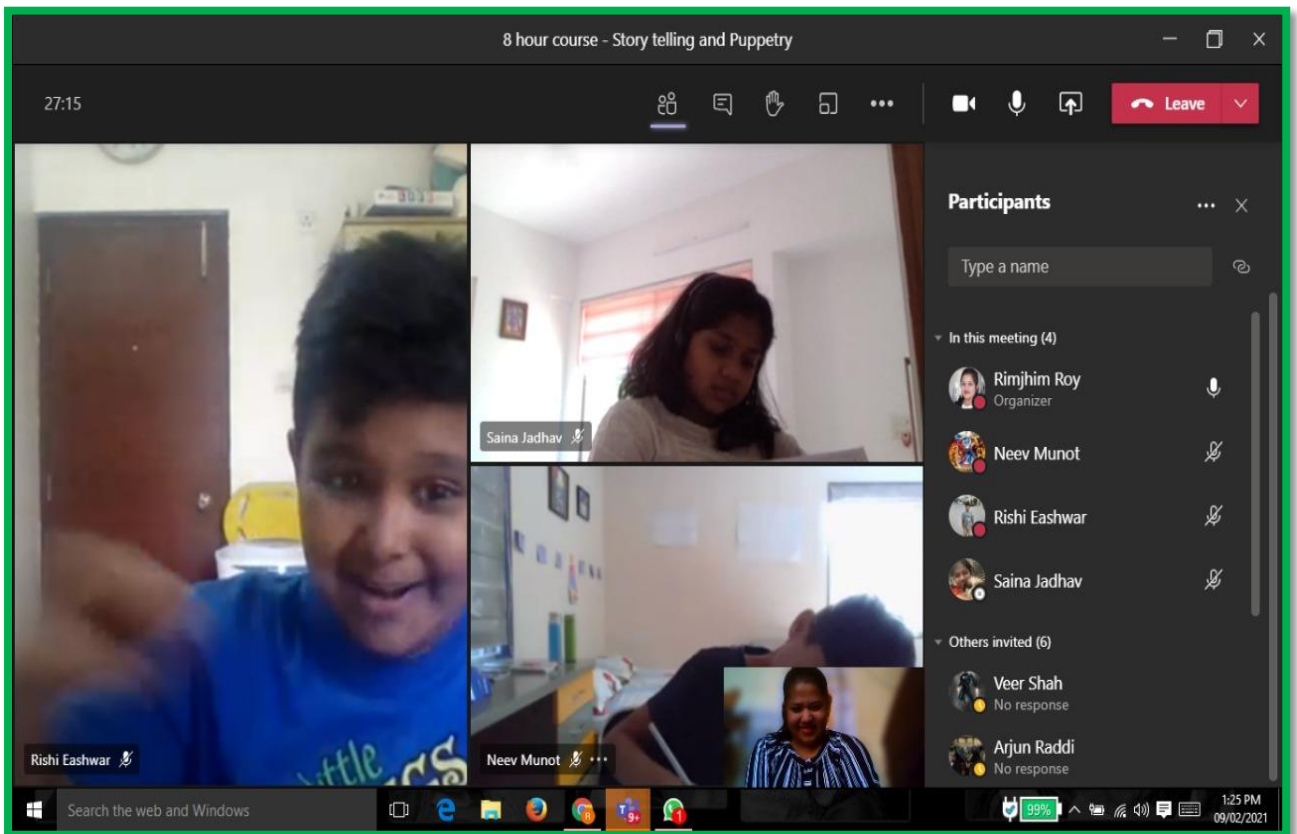 8 hour course - Story telling and Puppetry
27:15
Leave
Participants
Type a name
In this meeting (4)
Rimjhim Roy
Organizer
Neev Munot
Rishi Eashwar
Saina Jadhav
Others invited (6)
Veer Shah
No response
Arjun Raddi
No response
Saina Jadhav
Rishi Eashwar
Neev Munot
Search the web and Windows
9+
1
99%
1:25 PM
09/02/2021